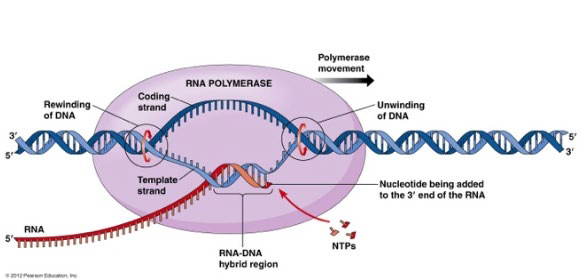 Polymerase
movement
RNA POLYMERASE
Coding
strand
Rewinding
of DNA
Unwinding
of DNA
3′
5′
5′
3′
Template
strand
Nucleotide being added
to the 3′ end of the RNA
RNA
5′
NTPs
RNA-DNA
hybrid region
© 2012 Pearson Education, Inc.